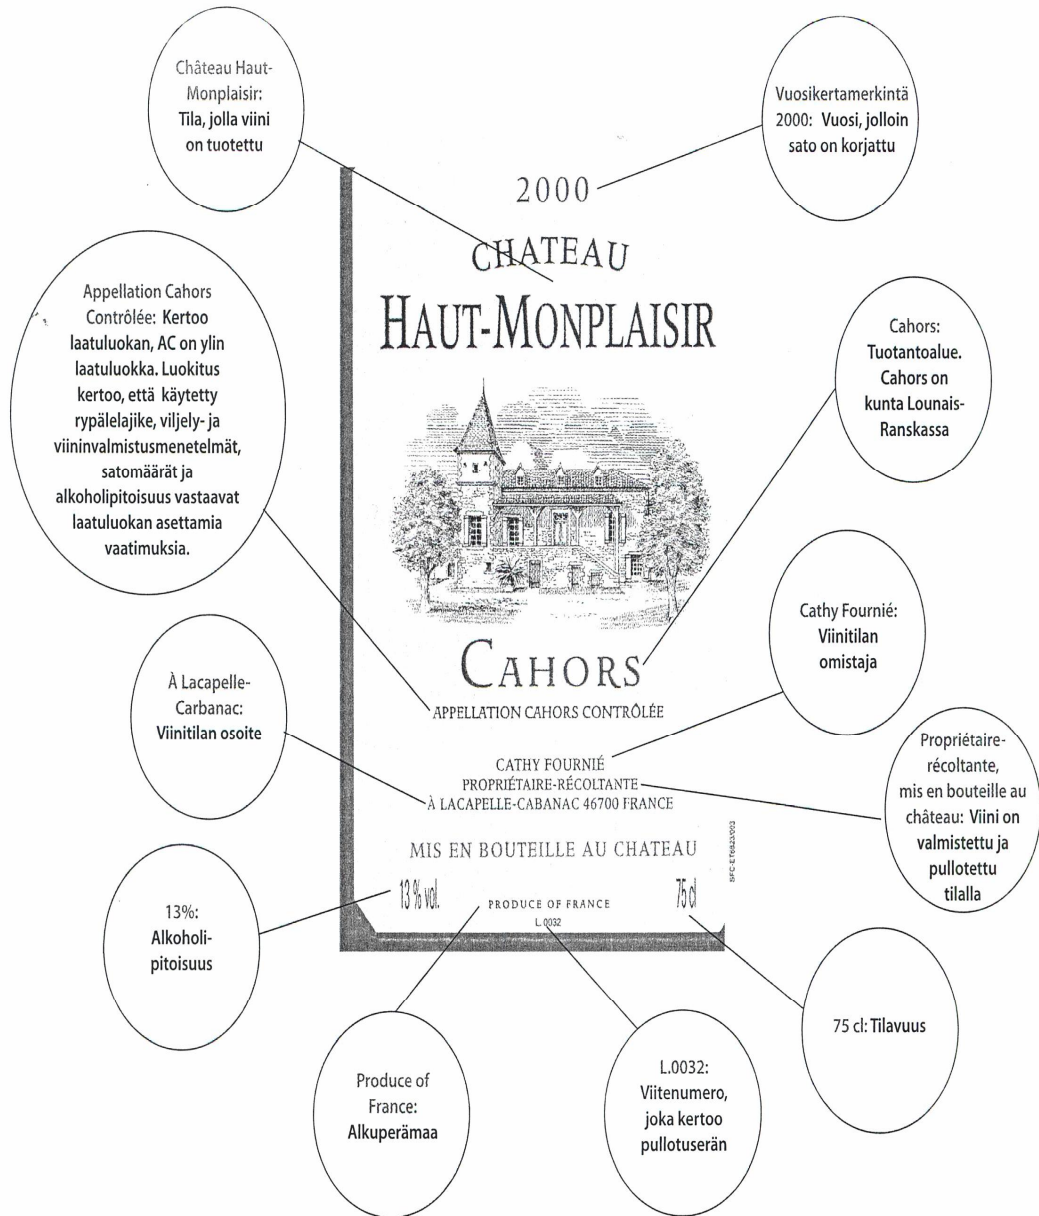 Château Haut-
Monplaisir:
Tila, jolla viini
on tuotettu
Vuosikertamerkintä
2000: Vuosi, jolloin
sato on korjattu
2000
CHATEAU
HAUT-MONPLAISIR
Appellation Cahors
Contrôlée: Kertoo
laatuluokan, AC on ylin
laatuluokka. Luokitus
kertoo, että käytetty
rypälelajike, viljely- ja
viininvalmistusmenetelmät,
satomäärät ja
alkoholipitoisuus vastaavat
laatuluokan asettamia
vaatimuksia.
Cahors:
Tuotantoalue.
Cahors on
kunta Lounais-
Ranskassa
CAHORS
APPELLATION CAHORS CONTRÔLÉE
Cathy Fournié:
Viinitilan
omistaja
À Lacapelle-
Carbanac:
Viinitilan osoite
CATHY FOURNIÉ
PROPRIÉTAIRE-RÉCOLTANTE
À LACAPELLE-CABANAC 46700 FRANCE
Propriétaire-
récoltante,
mis en bouteille au
château: Viini on
valmistettu ja
pullotettu
tilalla
MIS EN BOUTEILLE AU CHATEAU
13 % vol.
PRODUCE OF FRANCE
75 cl
L. 0032
13%:
Alkoholi-
pitoisuus
75 cl: Tilavuus
Produce of
France:
Alkuperämaa
L.0032:
Viitenumero,
joka kertoo
pullotuserän